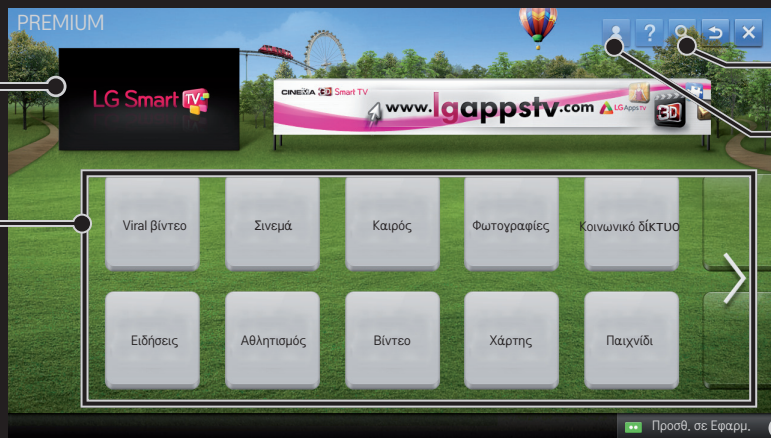 PREMIUM
?
LG Smart TV
CINEMA 3D Smart TV
www.lgappstv.com
LG Apps TV
3D
Viral βίντεο
Σινεμά
Καιρός
Φωτογραφίες
Κοινωνικό δίκτυο
Ειδήσεις
Αθλητισμός
Βίντεο
Χάρτης
Παιχνίδι
Προσθ. σε Εφαρμ.